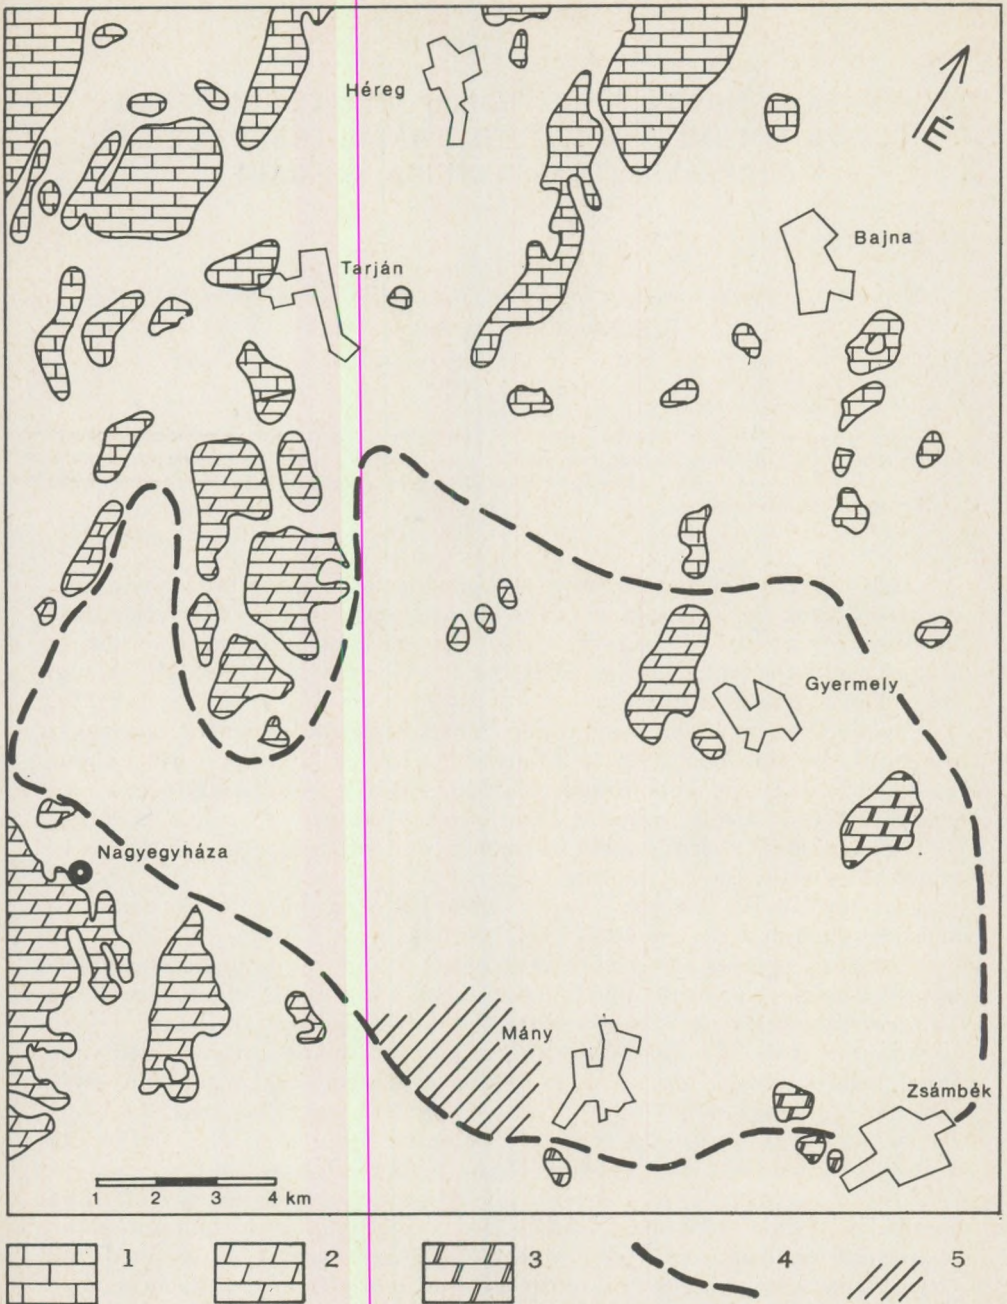 Héreg
É
Bajna
Tarján
Gyermely
Nagyegyháza
Mány
Zsámbék
1 2 3 4 km
1 2 3 4 5